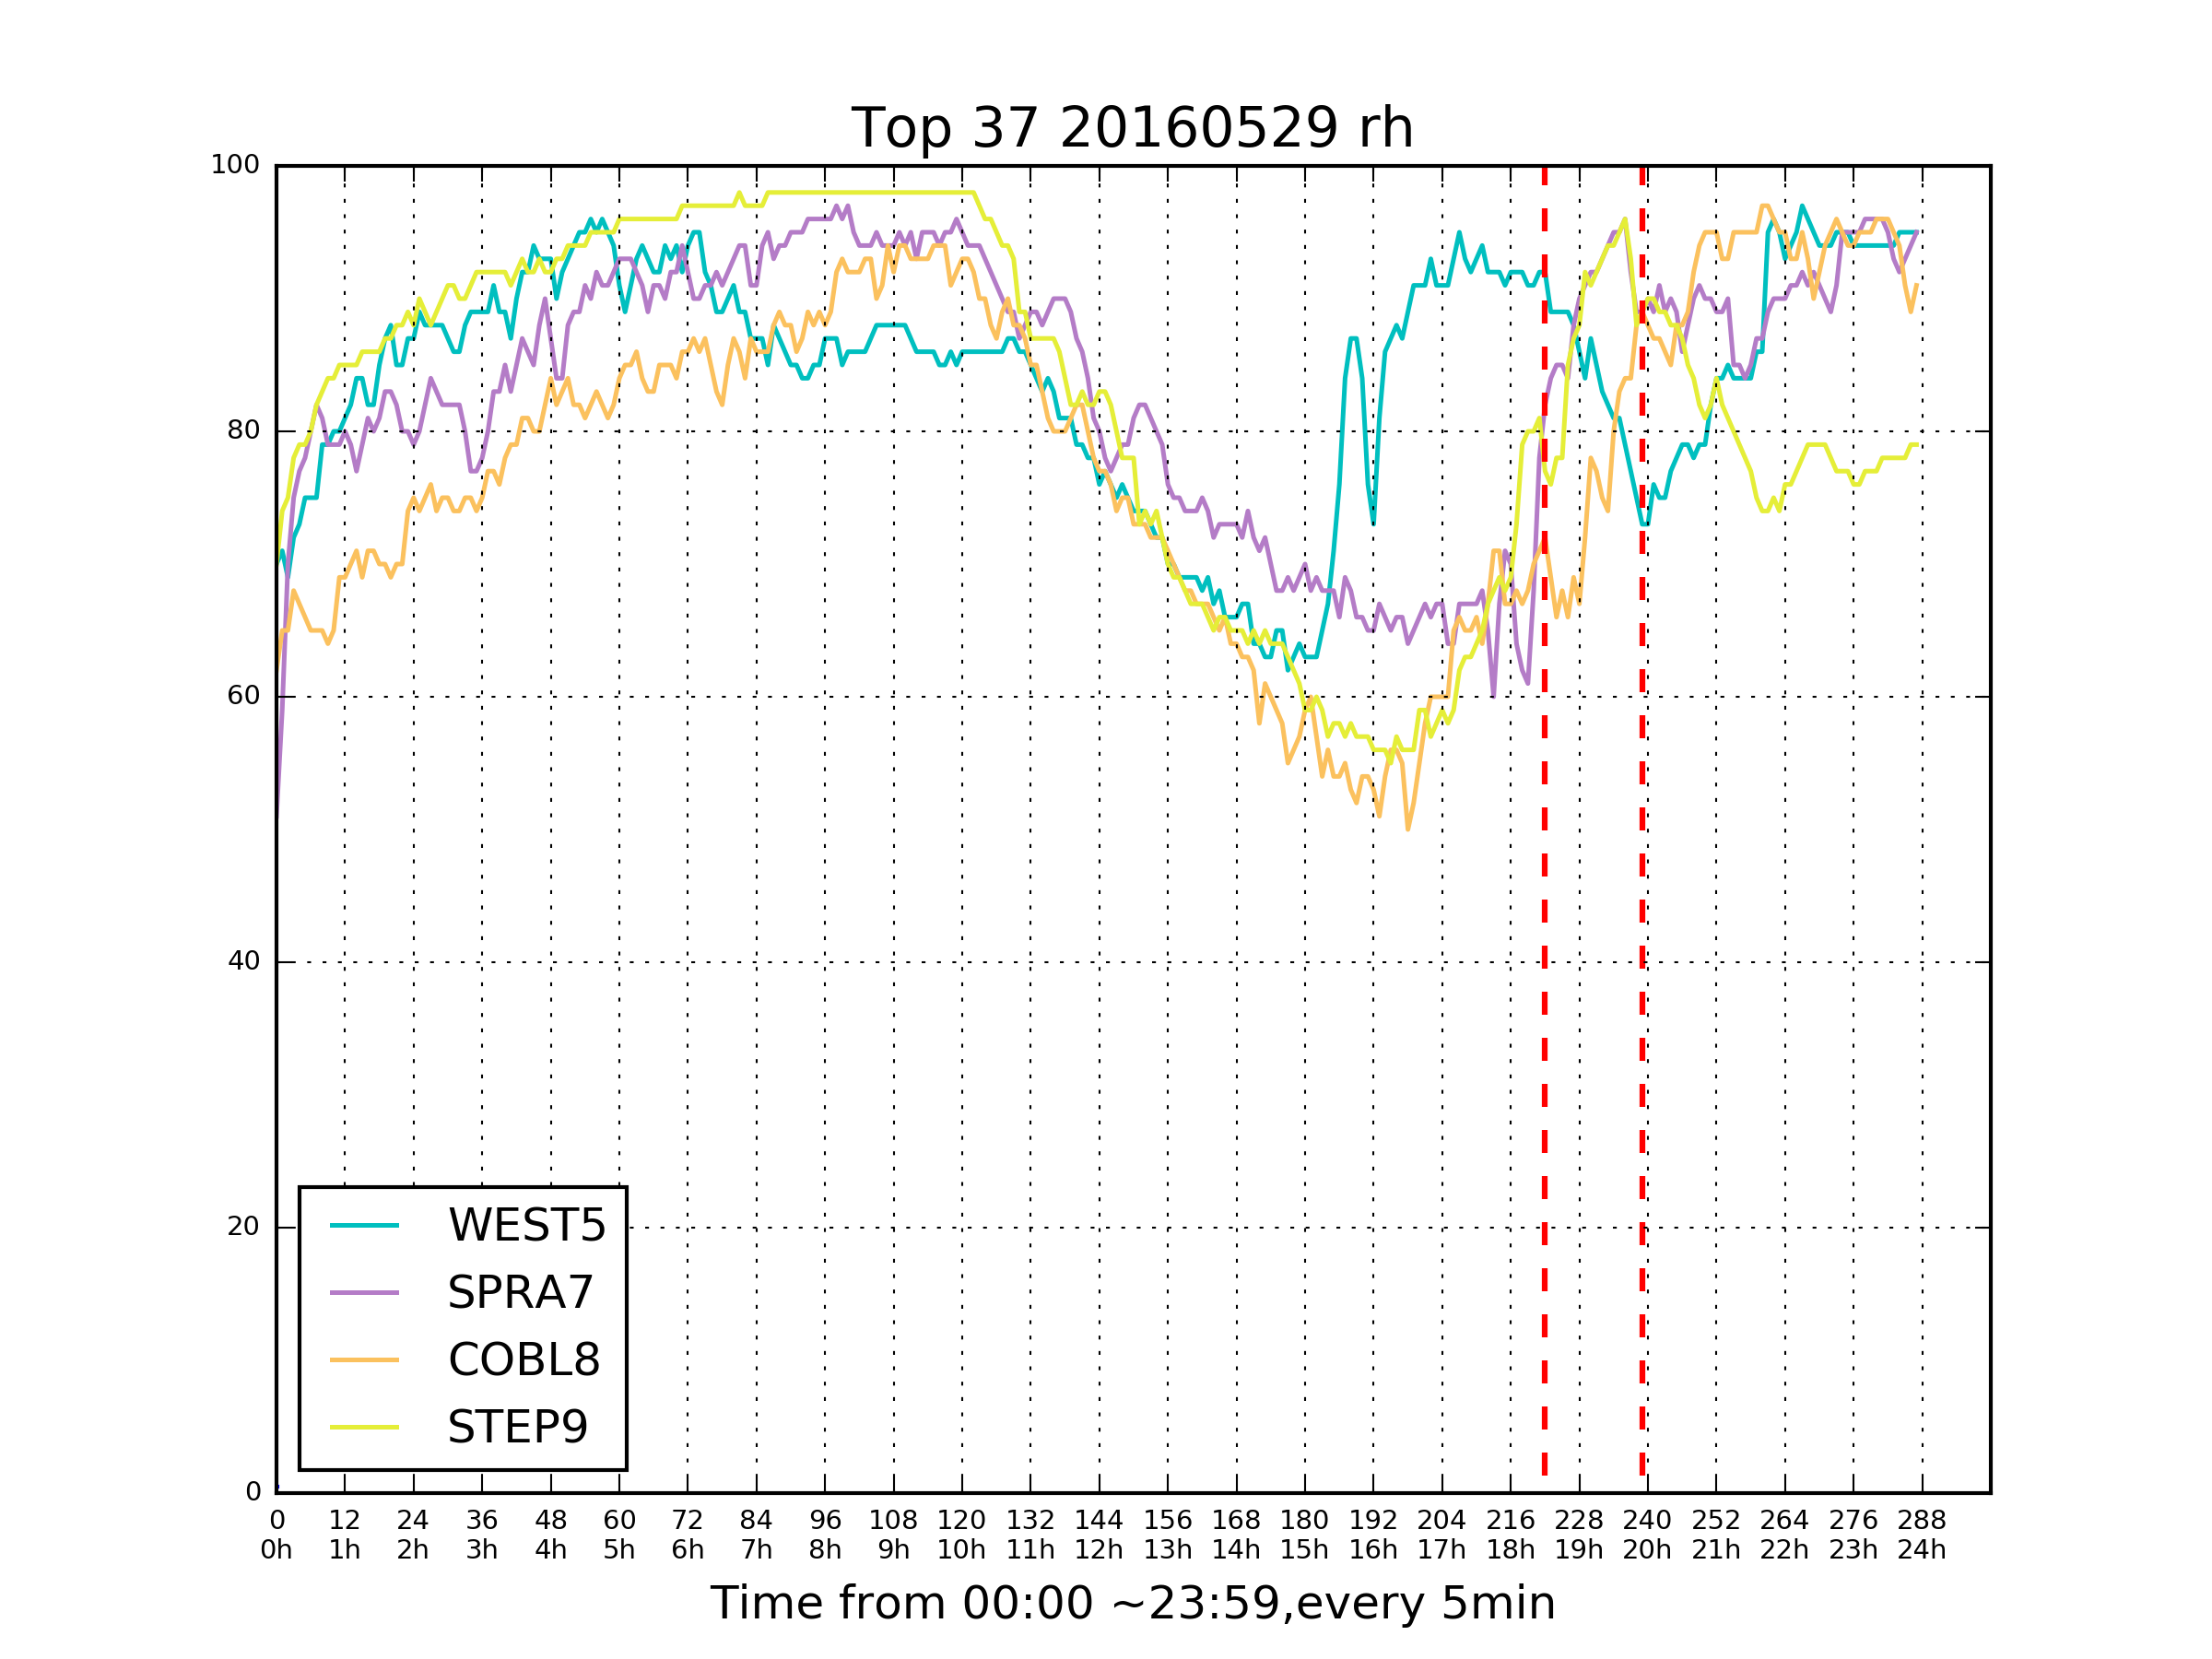 Top 37 20160529 rh
100
80
60
40
20
0
WEST5
SPRA7
COBL8
STEP9
0 12 24 36 48 60 72 84 96 108 120 132 144 156 168 180 192 204 216 228 240 252 264 276 288
0h 1h 2h 3h 4h 5h 6h 7h 8h 9h 10h 11h 12h 13h 14h 15h 16h 17h 18h 19h 20h 21h 22h 23h 24h
Time from 00:00 ~23:59,every 5min